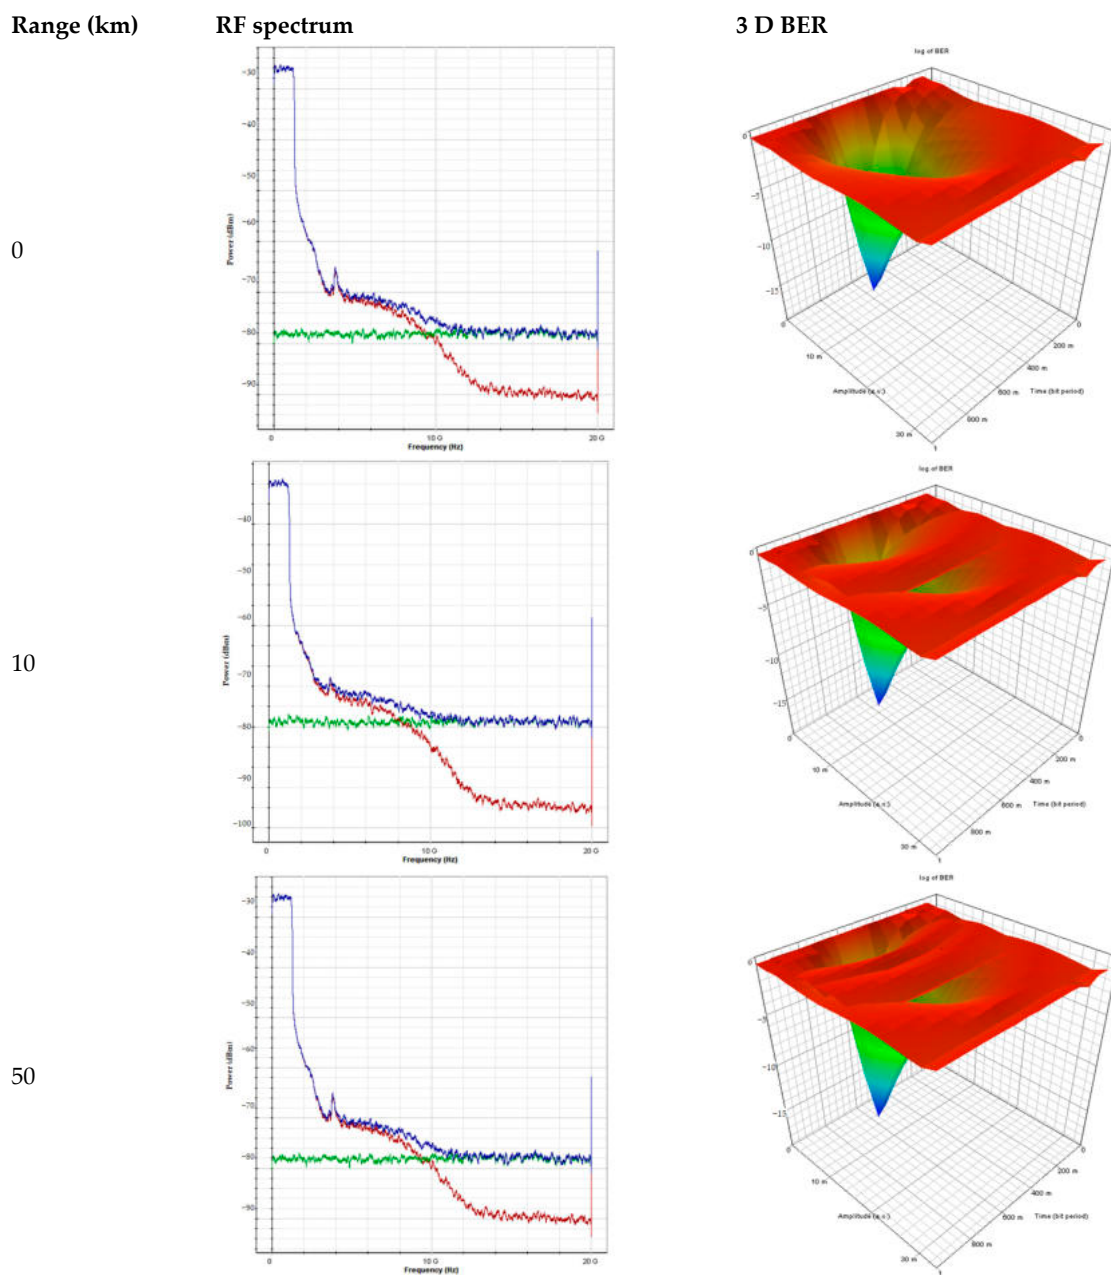 Range (km) RF spectrum 3 D BER
0
Power (dBm)
−30
−40
−60
−70
−80
−90
0 10 G 20 G
Frequency (Hz)
log of BER
0
−5
−10
−15
0 0
10 m 200 m
400 m
Amplitude (a.u.) 600 m Time (bit period)
800 m
30 m
1
10
Power (dBm)
−40
−50
−60
−70
−80
−90
−100
0 10 G 20 G
Frequency (Hz)
log of BER
0
−5
−10
−15
0 0
10 m 200 m
400 m
Amplitude (a.u.) 600 m Time (bit period)
800 m
30 m
1
50
Power (dBm)
−30
−40
−50
−60
−70
−80
−90
0 10 G 20 G
Frequency (Hz)
log of BER
0
−5
−10
−15
0 0
10 m 200 m
400 m
Amplitude (a.u.) 600 m Time (bit period)
800 m
30 m
1